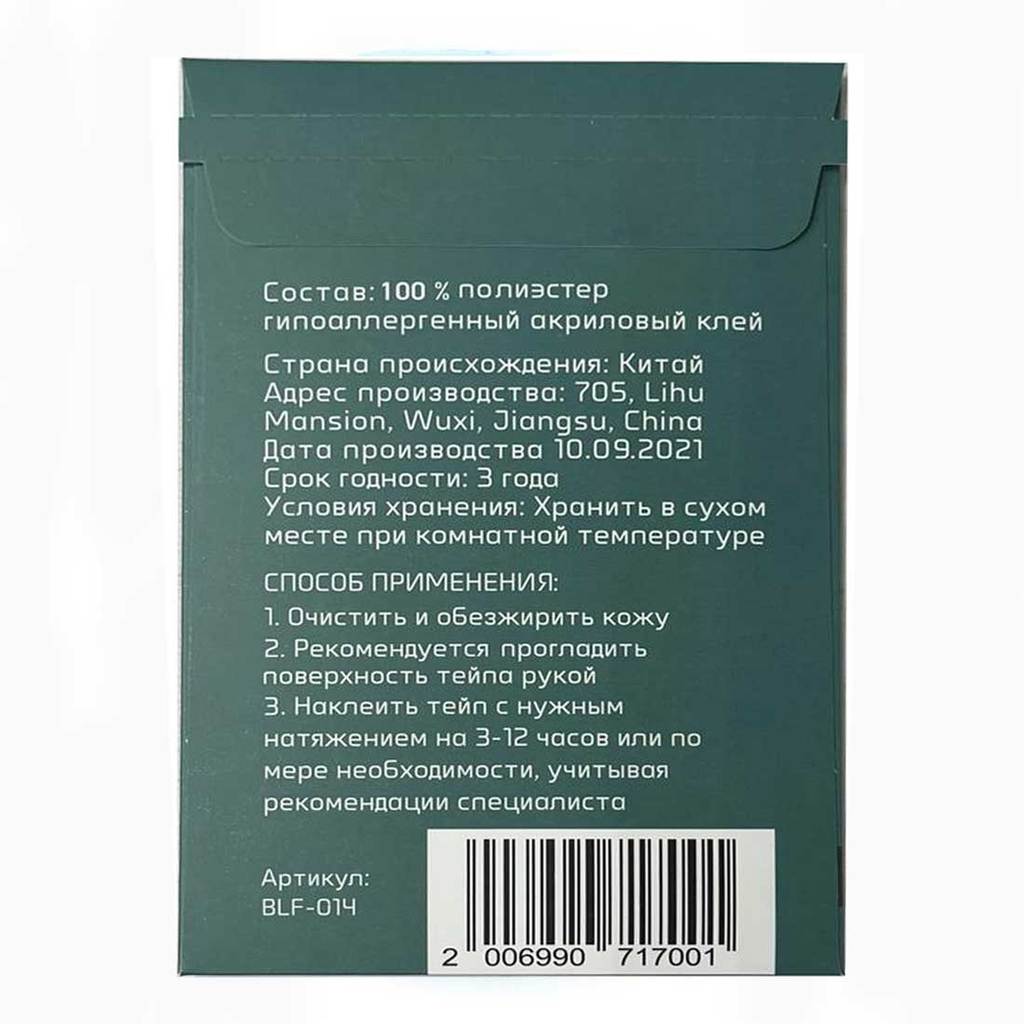 Состав: 100 % полиэстер
гипоаллергенный акриловый клей
Страна происхождения: Китай
Адрес производства: 705, Lihu
Mansion, Wuxi, Jiangsu, China
Дата производства 10.09.2021
Срок годности: 3 года
Условия хранения: Хранить в сухом
месте при комнатной температуре
СПОСОБ ПРИМЕНЕНИЯ:
1. Очистить и обезжирить кожу
2. Рекомендуется прогладить
поверхность тейпа рукой
3. Наклеить тейп с нужным
натяжением на 3-12 часов или по
мере необходимости, учитывая
рекомендации специалиста
Артикул:
BLF-014
2 006990 717001